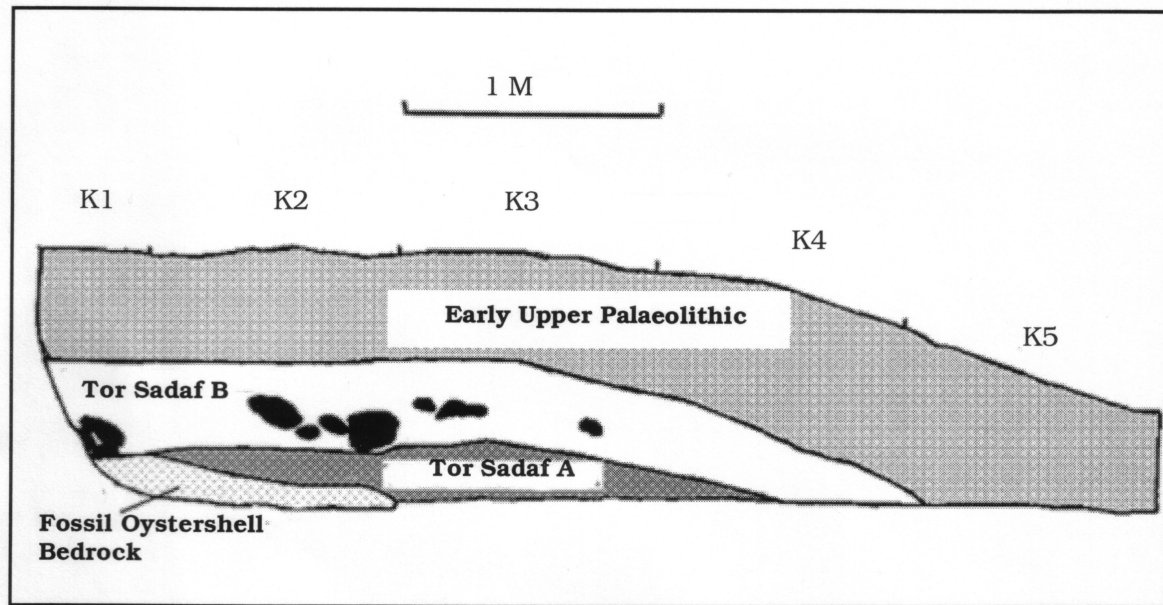 1 M
K1
K2
K3
K4
K5
Early Upper Palaeolithic
Tor Sadaf B
Tor Sadaf A
Fossil Oystershell
Bedrock